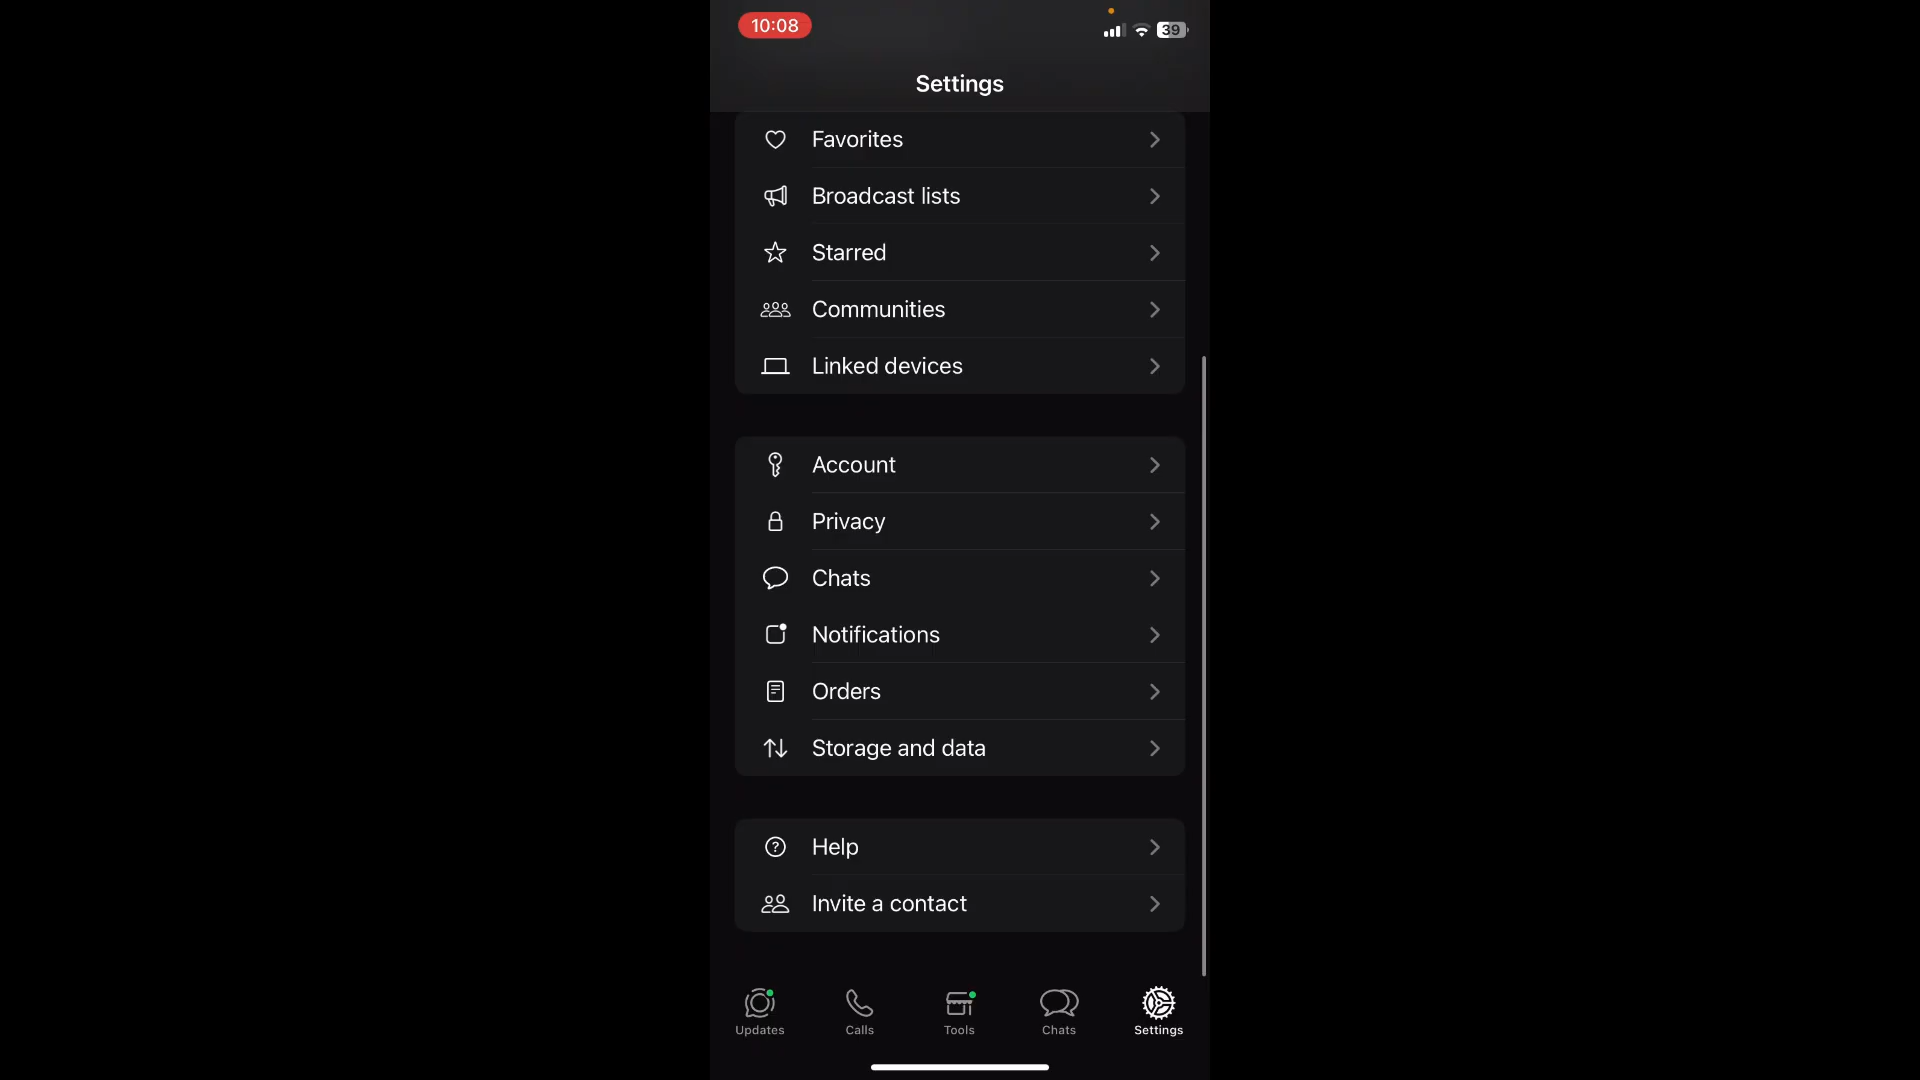 10:08
39
Settings
Favorites
Broadcast lists
Starred
Communities
Linked devices
Account
Privacy
Chats
Notifications
Orders
Storage and data
Help
Invite a contact
Updates
Calls
Tools
Chats
Settings